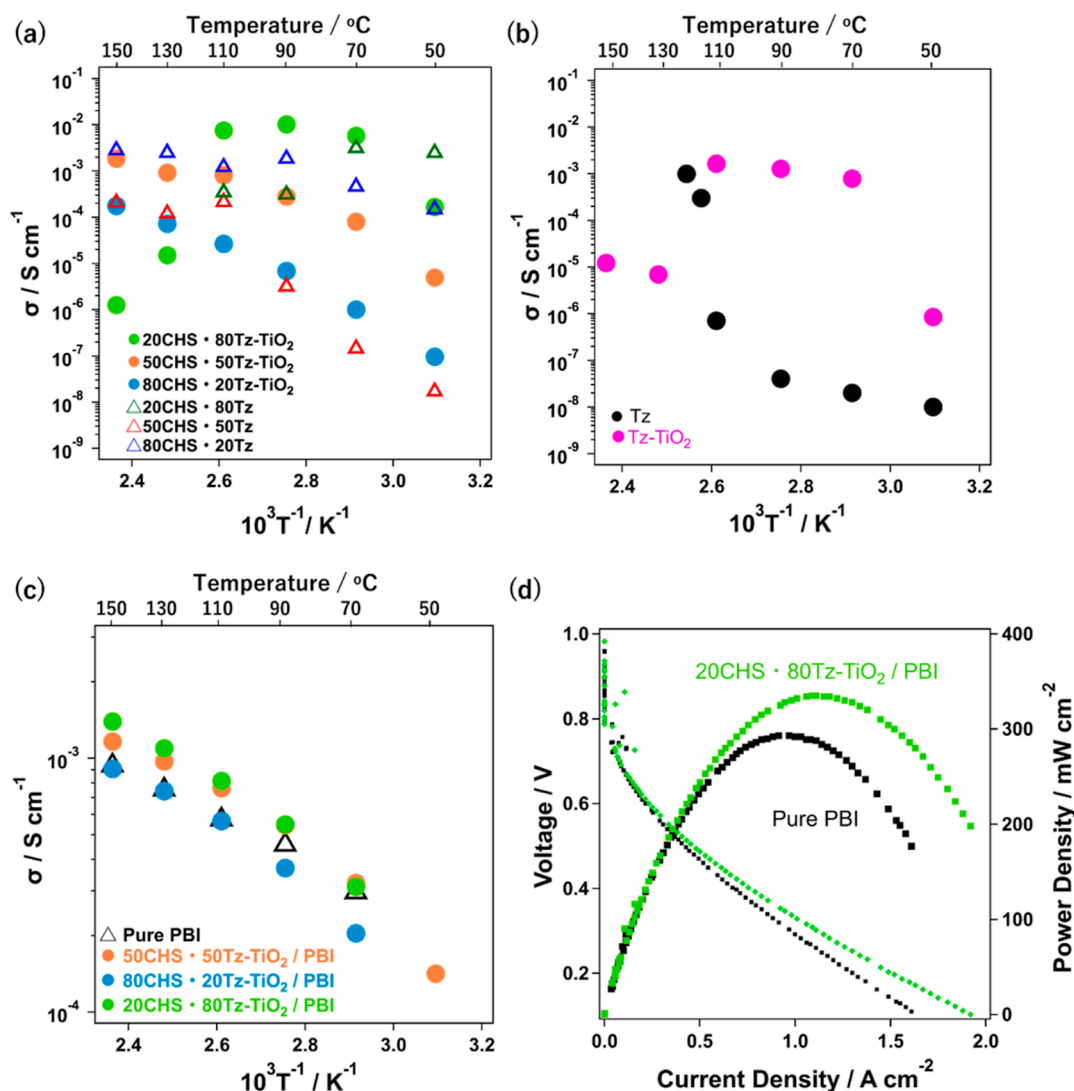 (a)
Temperature / °C
150 130 110 90 70 50
10⁻¹
10⁻²
10⁻³
10⁻⁴
10⁻⁵
10⁻⁶
10⁻⁷
10⁻⁸
10⁻⁹
σ / S cm⁻¹
20CHS・80Tz-TiO₂
50CHS・50Tz-TiO₂
80CHS・20Tz-TiO₂
20CHS・80Tz
50CHS・50Tz
80CHS・20Tz
2.4 2.6 2.8 3.0 3.2
10³T⁻¹ / K⁻¹
(b)
Temperature / °C
150 130 110 90 70 50
10⁻¹
10⁻²
10⁻³
10⁻⁴
10⁻⁵
10⁻⁶
10⁻⁷
10⁻⁸
10⁻⁹
σ / S cm⁻¹
Tz
Tz-TiO₂
2.4 2.6 2.8 3.0 3.2
10³T⁻¹ / K⁻¹
(c)
Temperature / °C
150 130 110 90 70 50
10⁻³
10⁻⁴
σ / S cm⁻¹
Pure PBI
50CHS・50Tz-TiO₂ / PBI
80CHS・20Tz-TiO₂ / PBI
20CHS・80Tz-TiO₂ / PBI
2.4 2.6 2.8 3.0 3.2
10³T⁻¹ / K⁻¹
(d)
1.0
0.8
0.6
0.4
0.2
Voltage / V
20CHS・80Tz-TiO₂ / PBI
Pure PBI
400
300
200
100
0
Power Density / mW cm⁻²
0.0 0.5 1.0 1.5 2.0
Current Density / A cm⁻²